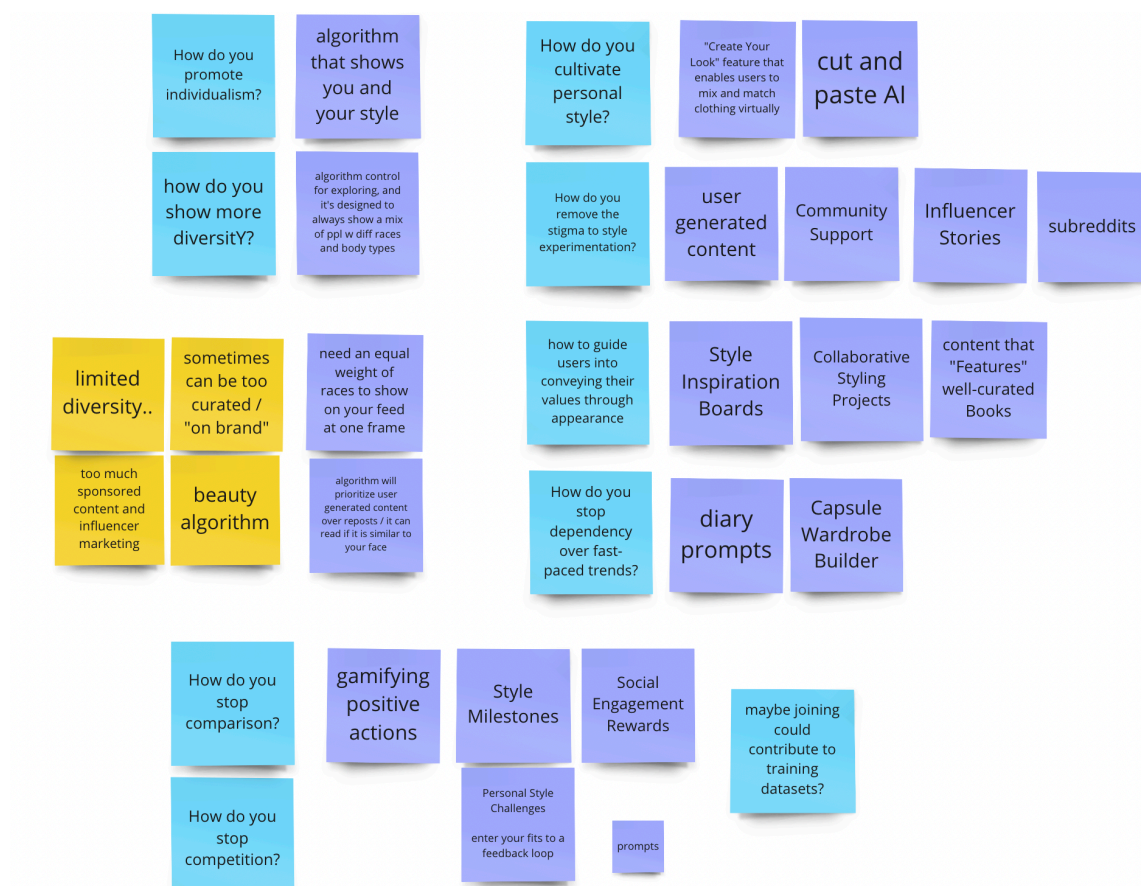 How do you
promote
individualism?
algorithm
that shows
you and
your style
how do you
show more
diversitY?
algorithm control
for exploring, and
it's designed to
always show a mix
of ppl w diff races
and body types
How do you
cultivate
personal
style?
"Create Your
Look" feature that
enables users to
mix and match
clothing virtually
cut and
paste AI
How do you
remove the
stigma to style
experimentation?
user
generated
content
Community
Support
Influencer
Stories
subreddits
limited
diversity..
sometimes
can be too
curated /
"on brand"
need an equal
weight of
races to show
on your feed
at one frame
too much
sponsored
content and
influencer
marketing
beauty
algorithm
algorithm will
prioritize user
generated content
over reposts / it can
read if it is similar to
your face
how to guide
users into
conveying their
values through
appearance
Style
Inspiration
Boards
Collaborative
Styling
Projects
content that
"Features"
well-curated
Books
How do you
stop
dependency
over fast-
paced trends?
diary
prompts
Capsule
Wardrobe
Builder
How do you
stop
comparison?
gamifying
positive
actions
Style
Milestones
Social
Engagement
Rewards
How do you
stop
competition?
Personal Style
Challenges
enter your fits to a
feedback loop
prompts
maybe joining
could
contribute to
training
datasets?